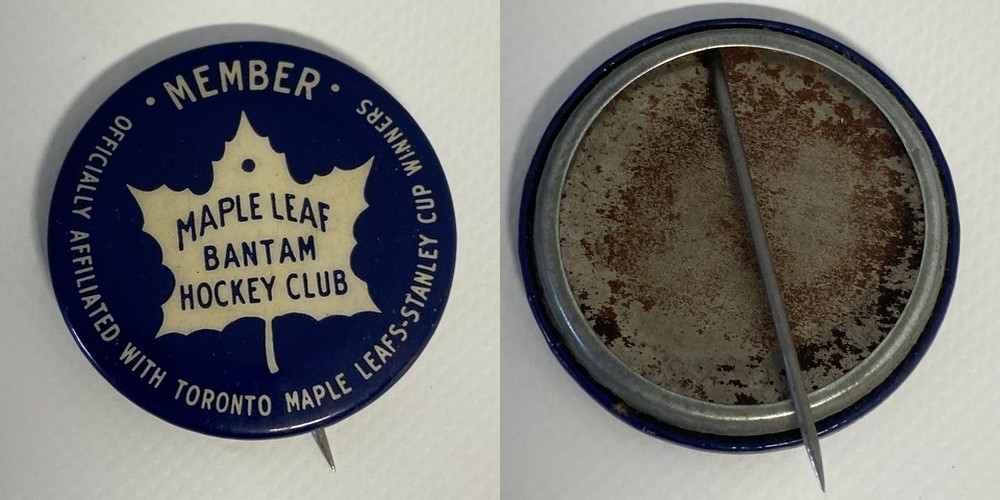 • MEMBER •
MAPLE LEAF
BANTAM
HOCKEY CLUB
OFFICIALLY AFFILIATED WITH TORONTO MAPLE LEAFS-STANLEY CUP WINNERS